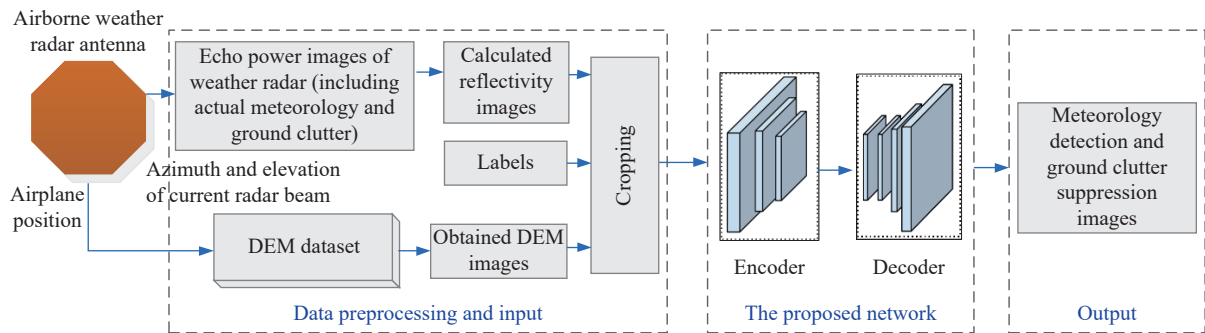 Airborne weather
radar antenna
Echo power images of
weather radar (including
actual meteorology and
ground clutter)
Calculated
reflectivity
images
Labels
Cropping
Azimuth and elevation
of current radar beam
Airplane
position
DEM dataset
Obtained DEM
images
Data preprocessing and input
Encoder
Decoder
The proposed network
Meteorology
detection and
ground clutter
suppression
images
Output